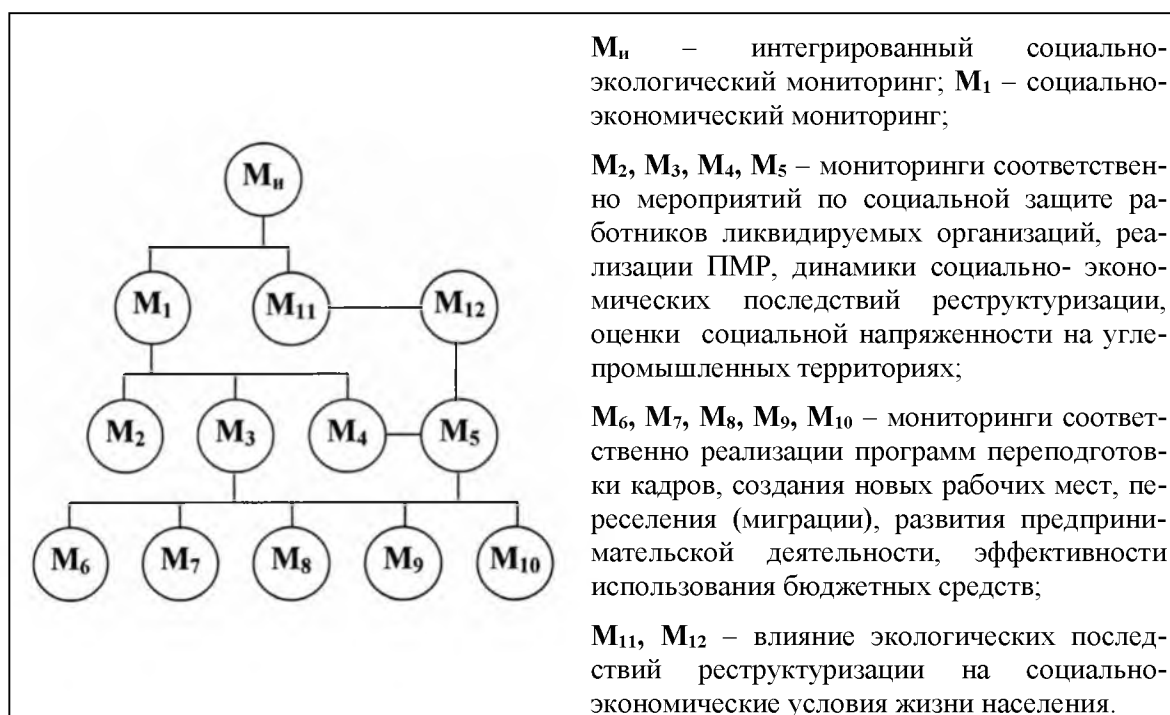 Mи
M1 M11 M12
M2 M3 M4 M5
M6 M7 M8 M9 M10
Mи – интегрированный социально-
экологический мониторинг; M1 – социально-
экономический мониторинг;
M2, M3, M4, M5 – мониторинги соответствен-
но мероприятий по социальной защите ра-
ботников ликвидируемых организаций, реа-
лизации ПМР, динамики социально- эконо-
мических последствий реструктуризации,
оценки социальной напряженности на угле-
промышленных территориях;
M6, M7, M8, M9, M10 – мониторинги соответ-
ственно реализации программ переподготов-
ки кадров, создания новых рабочих мест, пе-
реселения (миграции), развития предприни-
мательской деятельности, эффективности
использования бюджетных средств;
M11, M12 – влияние экологических послед-
ствий реструктуризации на социально-
экономические условия жизни населения.